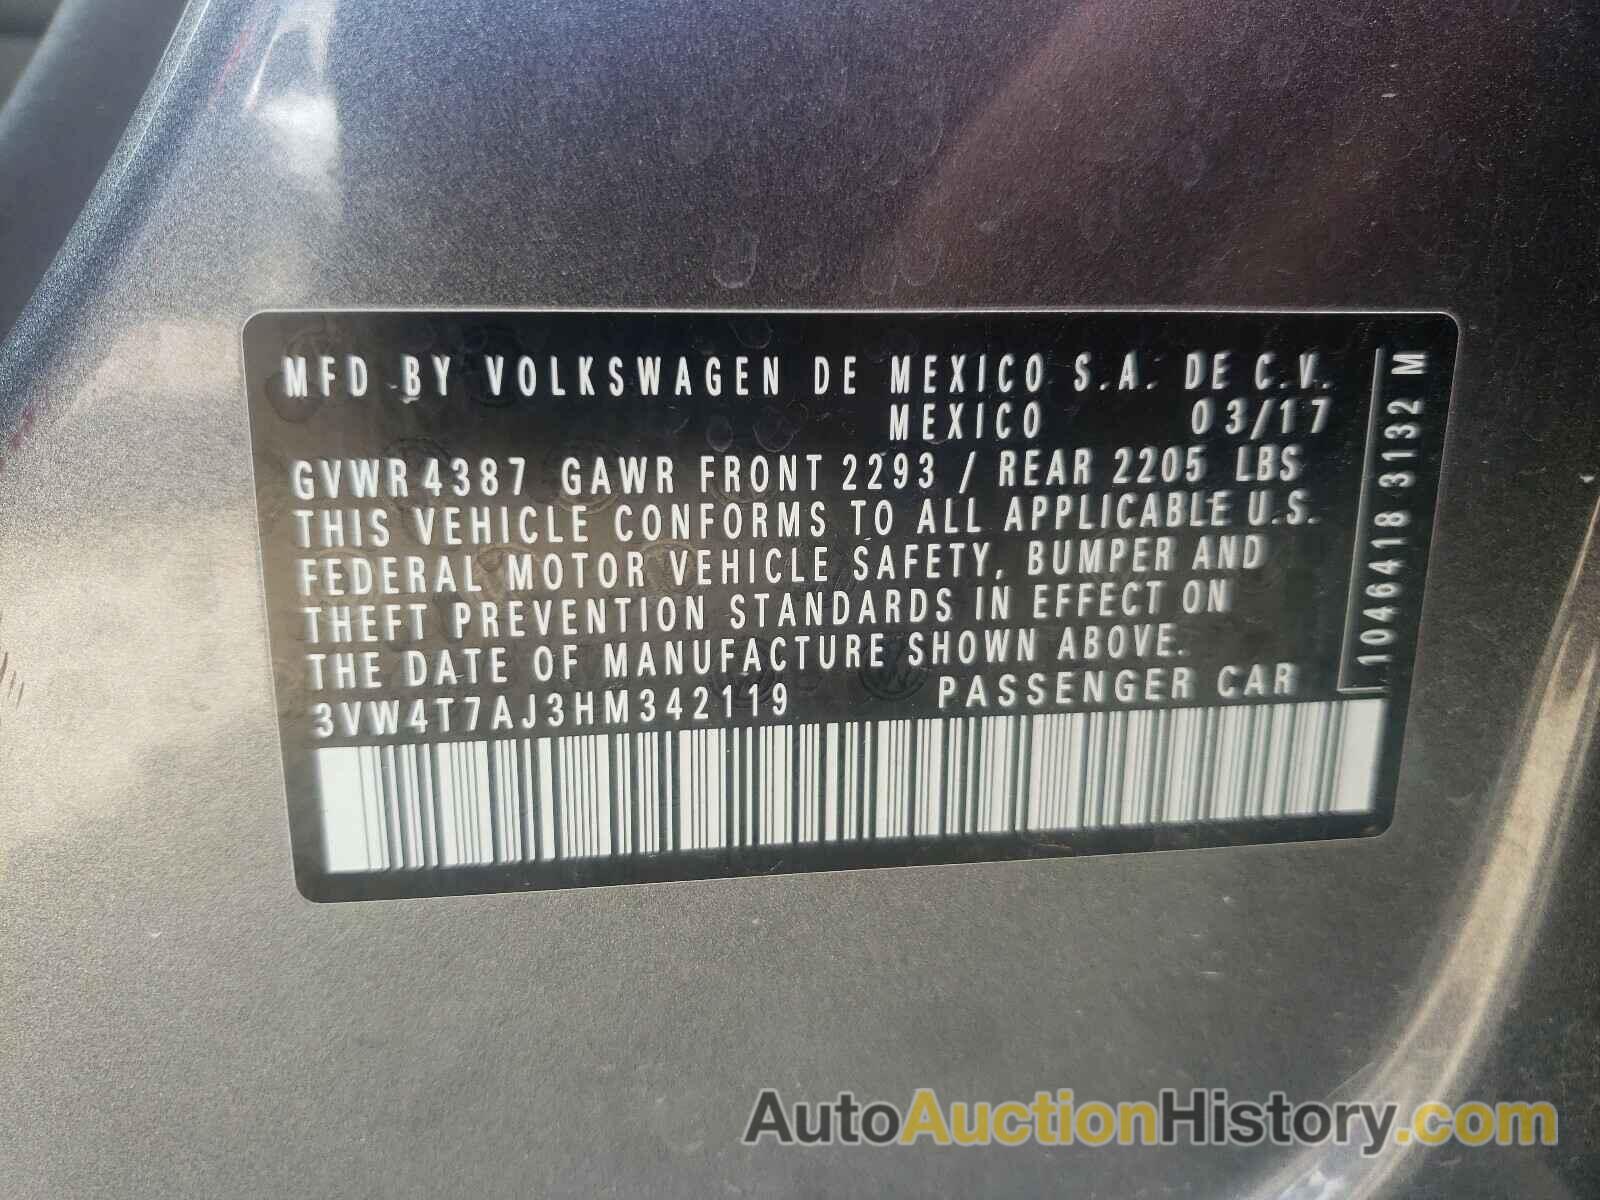 MFD BY VOLKSWAGEN DE MEXICO S.A. DE C.V.
MEXICO 03/17
GVWR 4387 GAWR FRONT 2293 / REAR 2205 LBS
THIS VEHICLE CONFORMS TO ALL APPLICABLE U.S.
FEDERAL MOTOR VEHICLE SAFETY, BUMPER AND
THEFT PREVENTION STANDARDS IN EFFECT ON
THE DATE OF MANUFACTURE SHOWN ABOVE.
3VW4T7AJ3HM342119 PASSENGER CAR
1046418 3132 M
AutoAuctionHistory.com